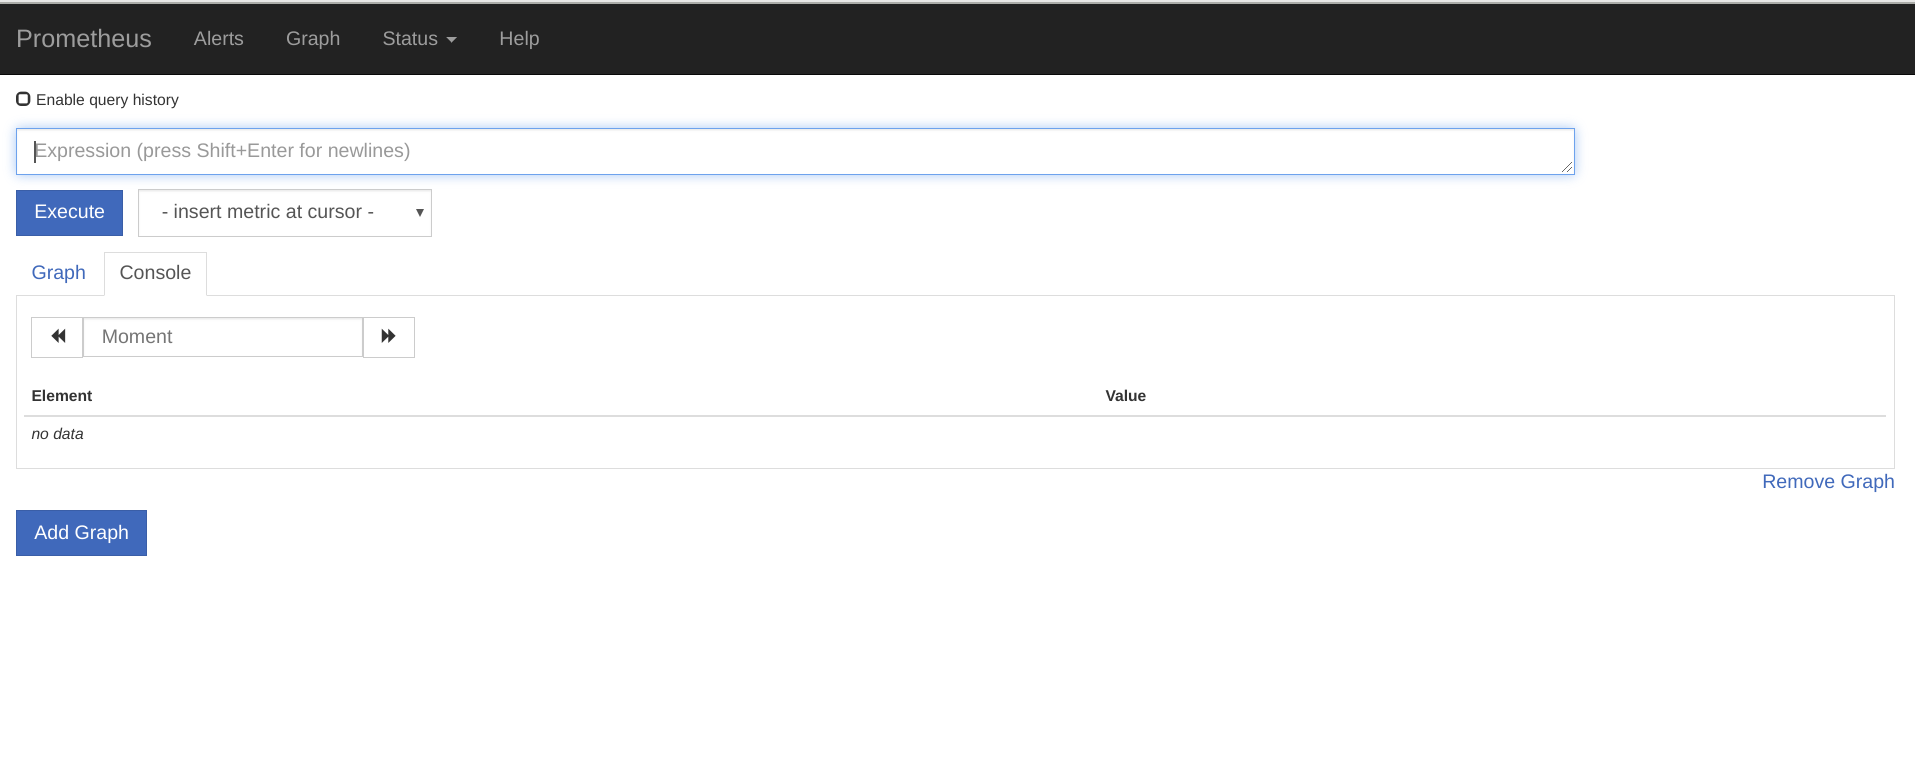 Prometheus Alerts Graph Status Help
Enable query history
Expression (press Shift+Enter for newlines)
Execute - insert metric at cursor -
Graph Console
Moment
Element Value
no data
Remove Graph
Add Graph